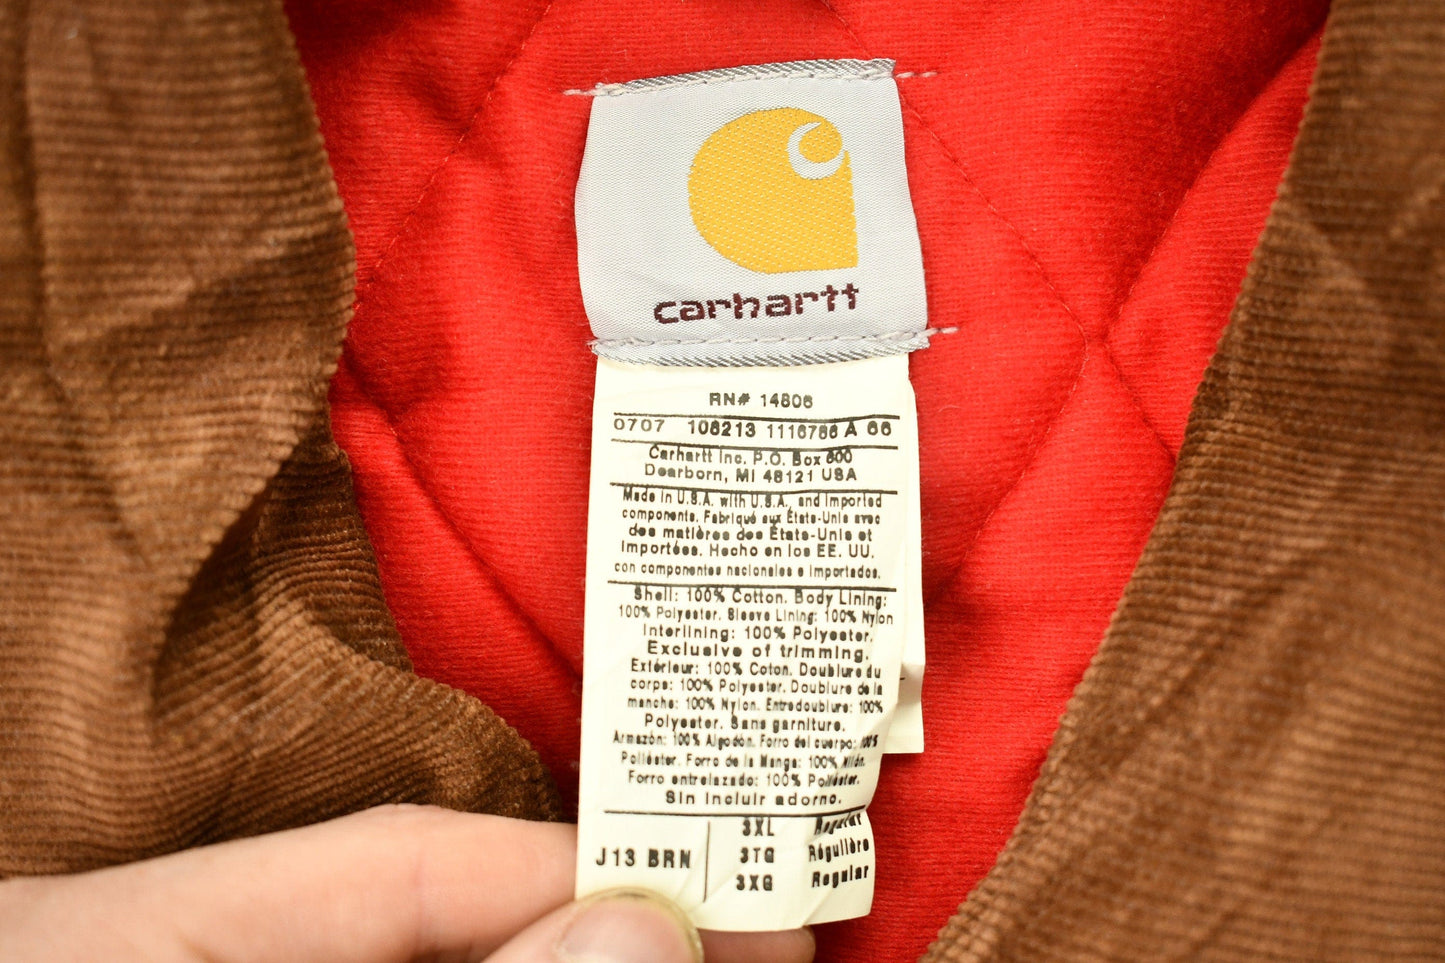 carhartt
RN# 14806
0707 108213 1116766 A 66
Carhartt Inc. P.O. Box 600
Dearborn, MI 48121 USA
Made in U.S.A. with U.S.A. and Imported
components. Fabriqué aux États-Unis avec
des matières des États-Unis et
Importées. Hecho en los EE. UU.
con componentes nacionales e importados.
Shell: 100% Cotton. Body Lining:
100% Polyester. Sleeve Lining: 100% Nylon
Interlining: 100% Polyester.
Exclusive of trimming.
Extérieur: 100% Coton. Doublure du
corps: 100% Polyester. Doublure de la
manche: 100% Nylon. Entredoublure: 100%
Polyester. Sans garniture.
Armazón: 100% Algodón. Forro del cuerpo: 100%
Poliéster. Forro de la Manga: 100% Nilón.
Forro entrelazado: 100% Poliéster.
Sin incluir adorno.
3XL Regular
J13 BRN 3TG Régulière
3XG Regular